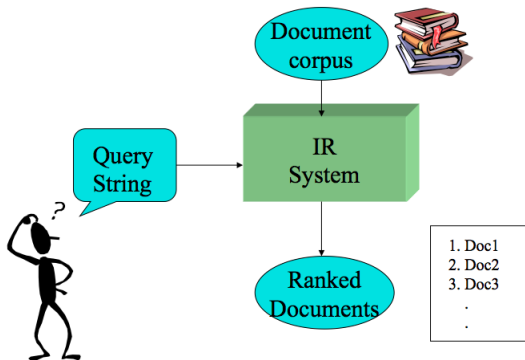 Document
corpus
IR
System
Query
String
?
Ranked
Documents
1. Doc1
2. Doc2
3. Doc3
.
.